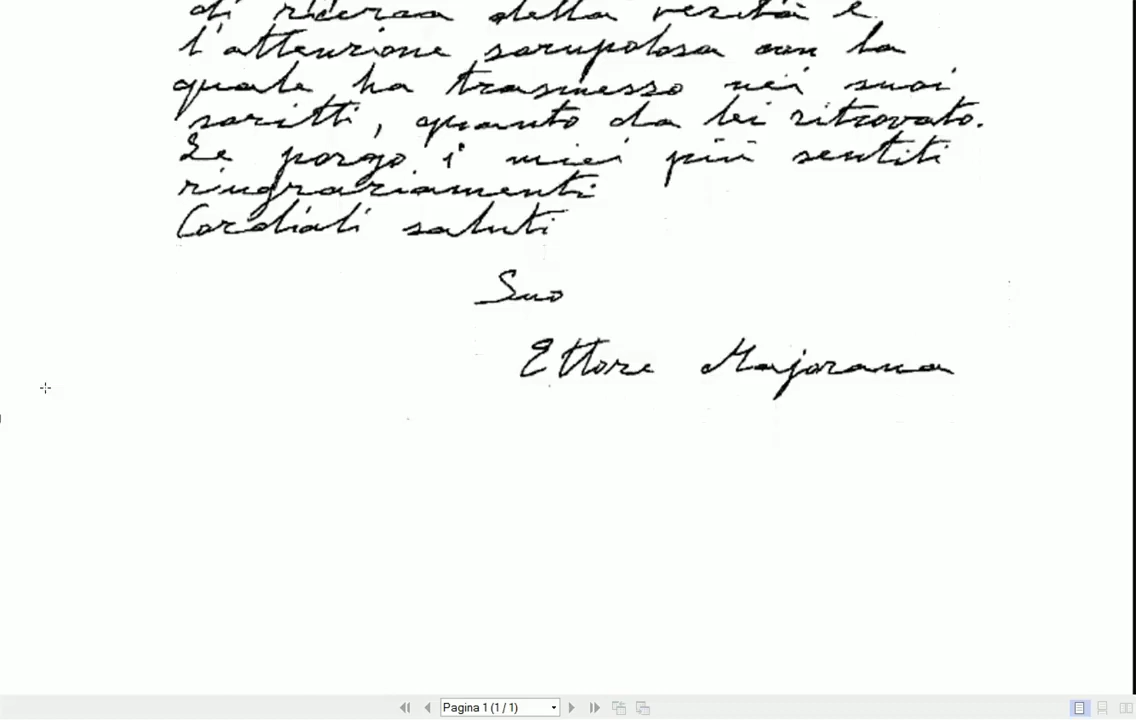 di ricerca della verità e
l'attenzione scrupolosa con la
quale ha trasmesso nei suoi
scritti, quanto da lei ritrovato.
Le porgo i miei più sentiti
ringraziamenti
Cordiali saluti
Suo
Ettore Majorana
Pagina 1 (1 / 1)